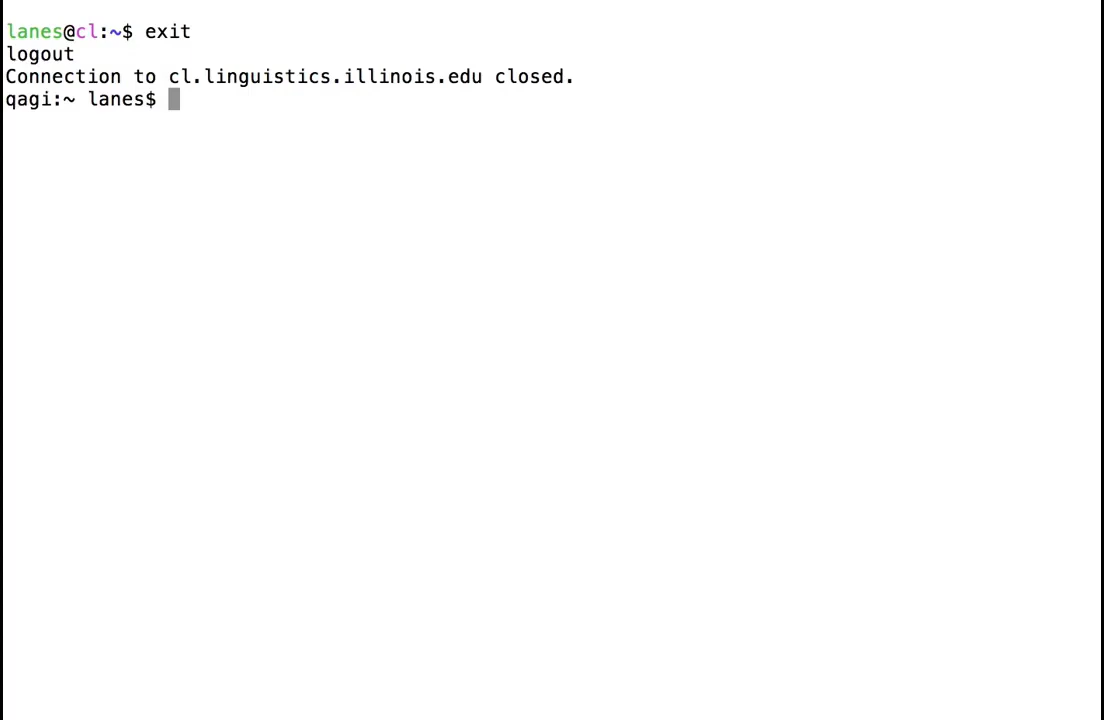 lanes@cl:~$ exit
logout
Connection to cl.linguistics.illinois.edu closed.
qagi:~ lanes$